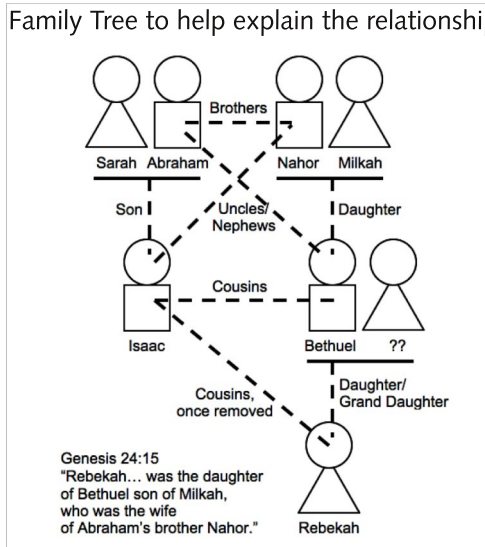 Family Tree to help explain the relationshi
Brothers
Sarah Abraham Nahor Milkah
Son Uncles/ Daughter
Nephews
Cousins
Isaac Bethuel ??
Daughter/
Cousins, Grand Daughter
once removed
Genesis 24:15
“Rebekah… was the daughter
of Bethuel son of Milkah,
who was the wife
of Abraham’s brother Nahor.”
Rebekah